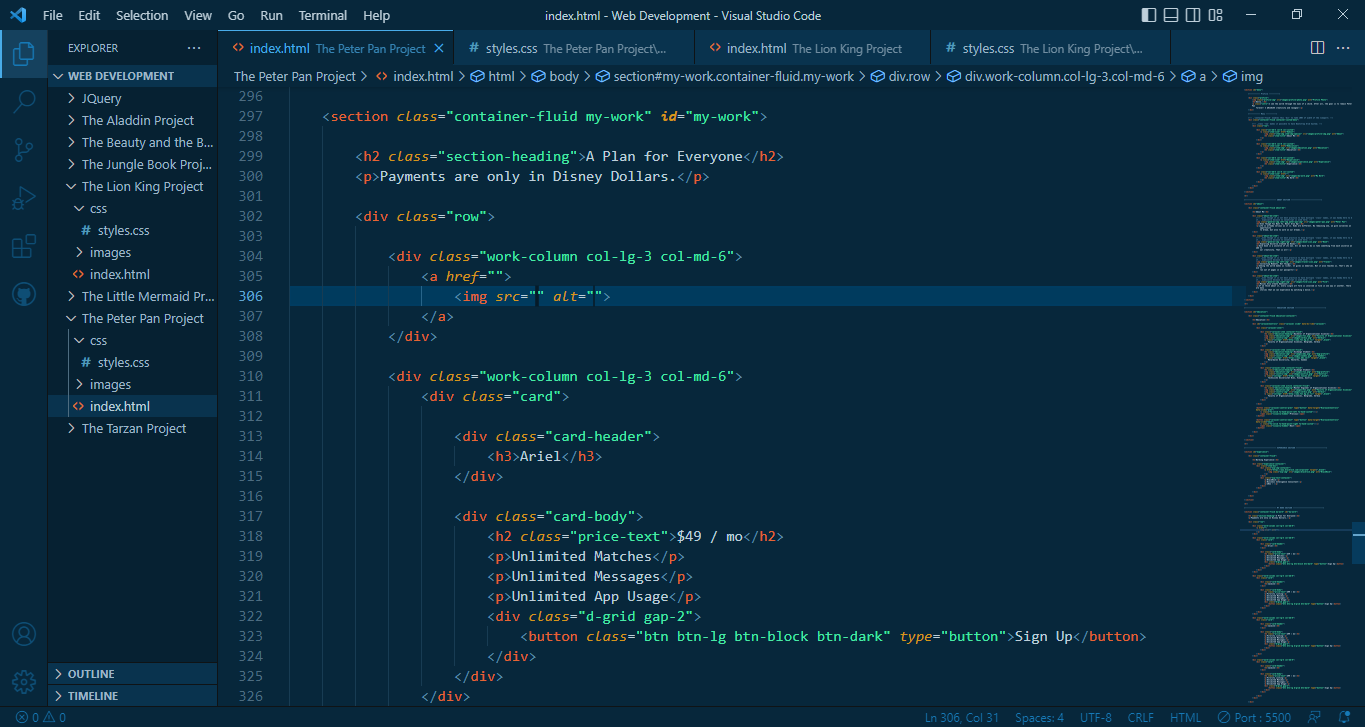 File Edit Selection View Go Run Terminal Help
index.html - Web Development - Visual Studio Code
EXPLORER
WEB DEVELOPMENT
JQuery
The Aladdin Project
The Beauty and the B...
The Jungle Book Proj...
The Lion King Project
css
# styles.css
images
<> index.html
The Little Mermaid Pr...
The Peter Pan Project
css
# styles.css
images
<> index.html
The Tarzan Project
OUTLINE
TIMELINE
<> index.html The Peter Pan Project
# styles.css The Peter Pan Project\...
<> index.html The Lion King Project
# styles.css The Lion King Project\...
The Peter Pan Project > <> index.html > html > body > section#my-work.container-fluid.my-work > div.row > div.work-column.col-lg-3.col-md-6 > a > img
296
297 <section class="container-fluid my-work" id="my-work">
298
299 <h2 class="section-heading">A Plan for Everyone</h2>
300 <p>Payments are only in Disney Dollars.</p>
301
302 <div class="row">
303
304 <div class="work-column col-lg-3 col-md-6">
305 <a href="">
306 <img src="" alt="">
307 </a>
308 </div>
309
310 <div class="work-column col-lg-3 col-md-6">
311 <div class="card">
312
313 <div class="card-header">
314 <h3>Ariel</h3>
315 </div>
316
317 <div class="card-body">
318 <h2 class="price-text">$49 / mo</h2>
319 <p>Unlimited Matches</p>
320 <p>Unlimited Messages</p>
321 <p>Unlimited App Usage</p>
322 <div class="d-grid gap-2">
323 <button class="btn btn-lg btn-block btn-dark" type="button">Sign Up</button>
324 </div>
325 </div>
326 </div>
0 0
Ln 306, Col 31 Spaces: 4 UTF-8 CRLF HTML Port : 5500